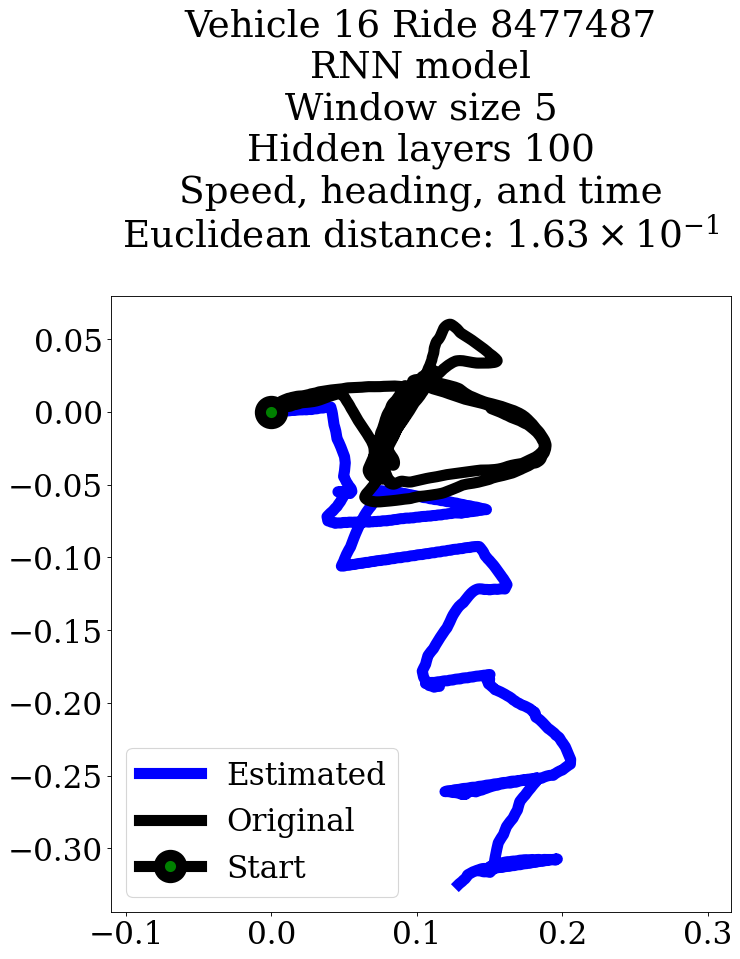 Vehicle 16 Ride 8477487
RNN model
Window size 5
Hidden layers 100
Speed, heading, and time
Euclidean distance: 1.63 × 10⁻¹
0.05
0.00
−0.05
−0.10
−0.15
−0.20
−0.25
−0.30
Estimated
Original
Start
−0.1 0.0 0.1 0.2 0.3